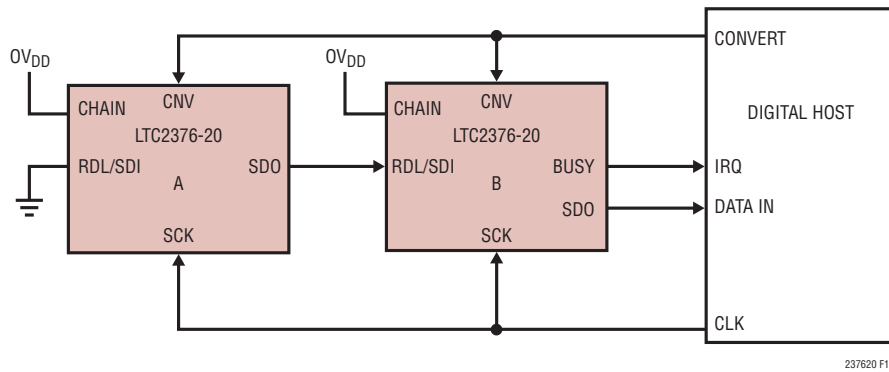 CONVERT
OVDD
OVDD
CHAIN
CNV
CHAIN
CNV
DIGITAL HOST
LTC2376-20
LTC2376-20
RDL/SDI
SDO
RDL/SDI
BUSY
IRQ
A
B
SDO
DATA IN
SCK
SCK
CLK
237620 F1